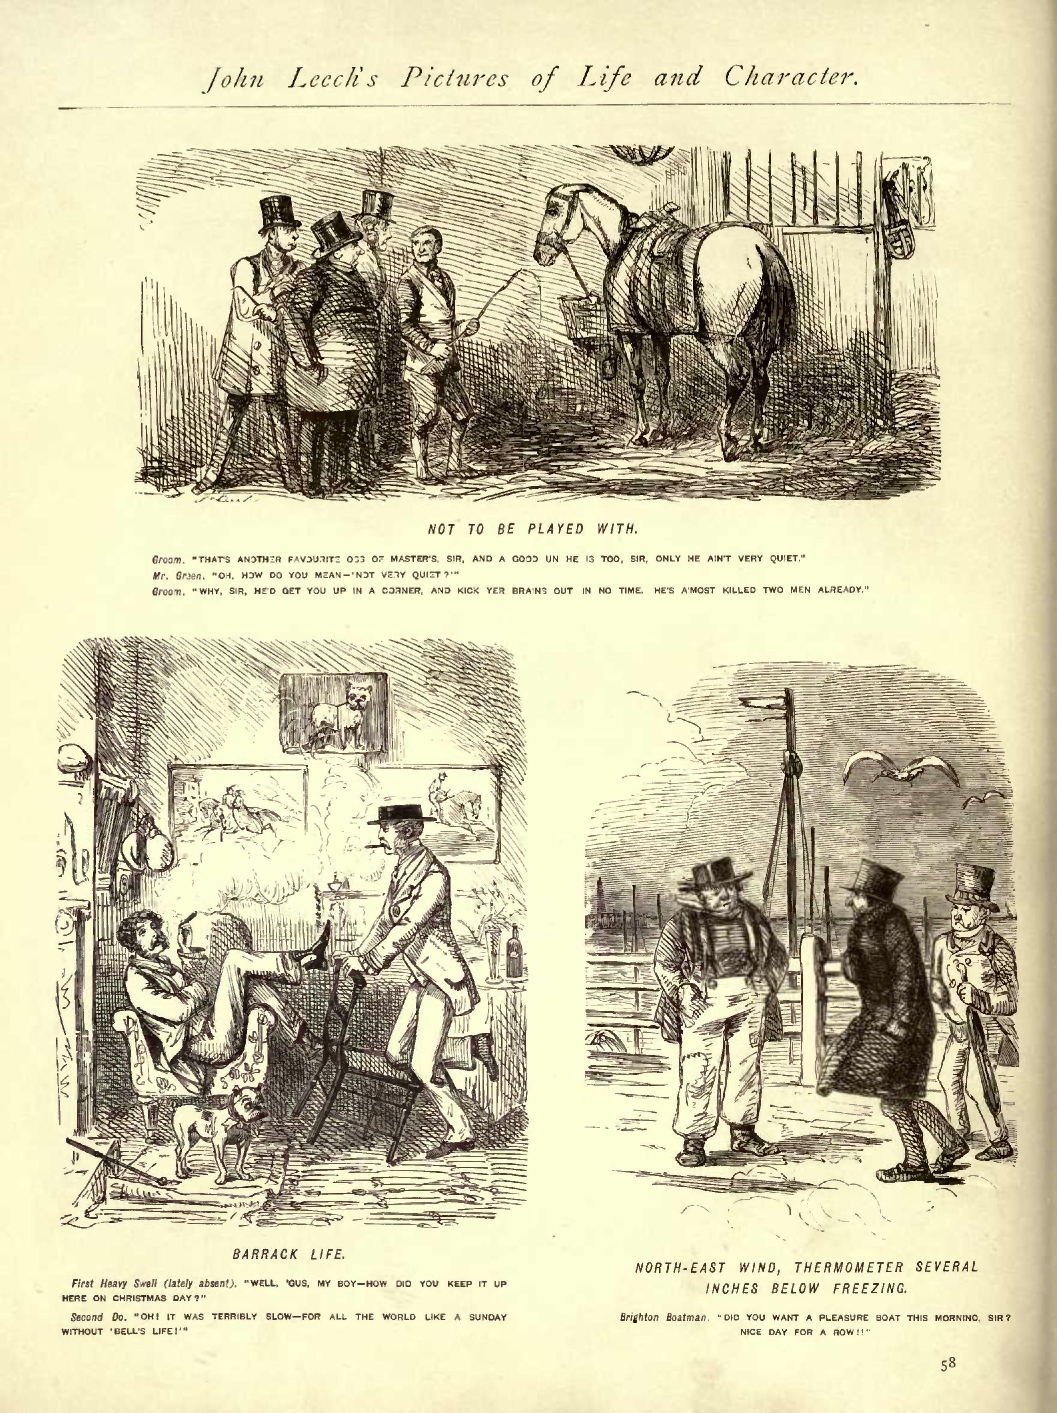 John Leech's Pictures of Life and Character.
NOT TO BE PLAYED WITH.
Groom. "THAT'S ANOTHER FAVOURITE OSS OF MASTER'S, SIR, AND A GOOD UN HE IS TOO, SIR, ONLY HE AIN'T VERY QUIET."
Mr. Green. "OH, HOW DO YOU MEAN—'NOT VERY QUIET?'"
Groom. "WHY, SIR, HE'D GET YOU UP IN A CORNER, AND KICK YER BRAINS OUT IN NO TIME. HE'S A'MOST KILLED TWO MEN ALREADY."
BARRACK LIFE.
First Heavy Swell (lately absent). "WELL, 'GUS, MY BOY—HOW DID YOU KEEP IT UP
HERE ON CHRISTMAS DAY?"
Second Do. "OH! IT WAS TERRIBLY SLOW—FOR ALL THE WORLD LIKE A SUNDAY
WITHOUT 'BELL'S LIFE!'"
NORTH-EAST WIND, THERMOMETER SEVERAL
INCHES BELOW FREEZING.
Brighton Boatman. "DID YOU WANT A PLEASURE BOAT THIS MORNING, SIR?
NICE DAY FOR A ROW!!"
58